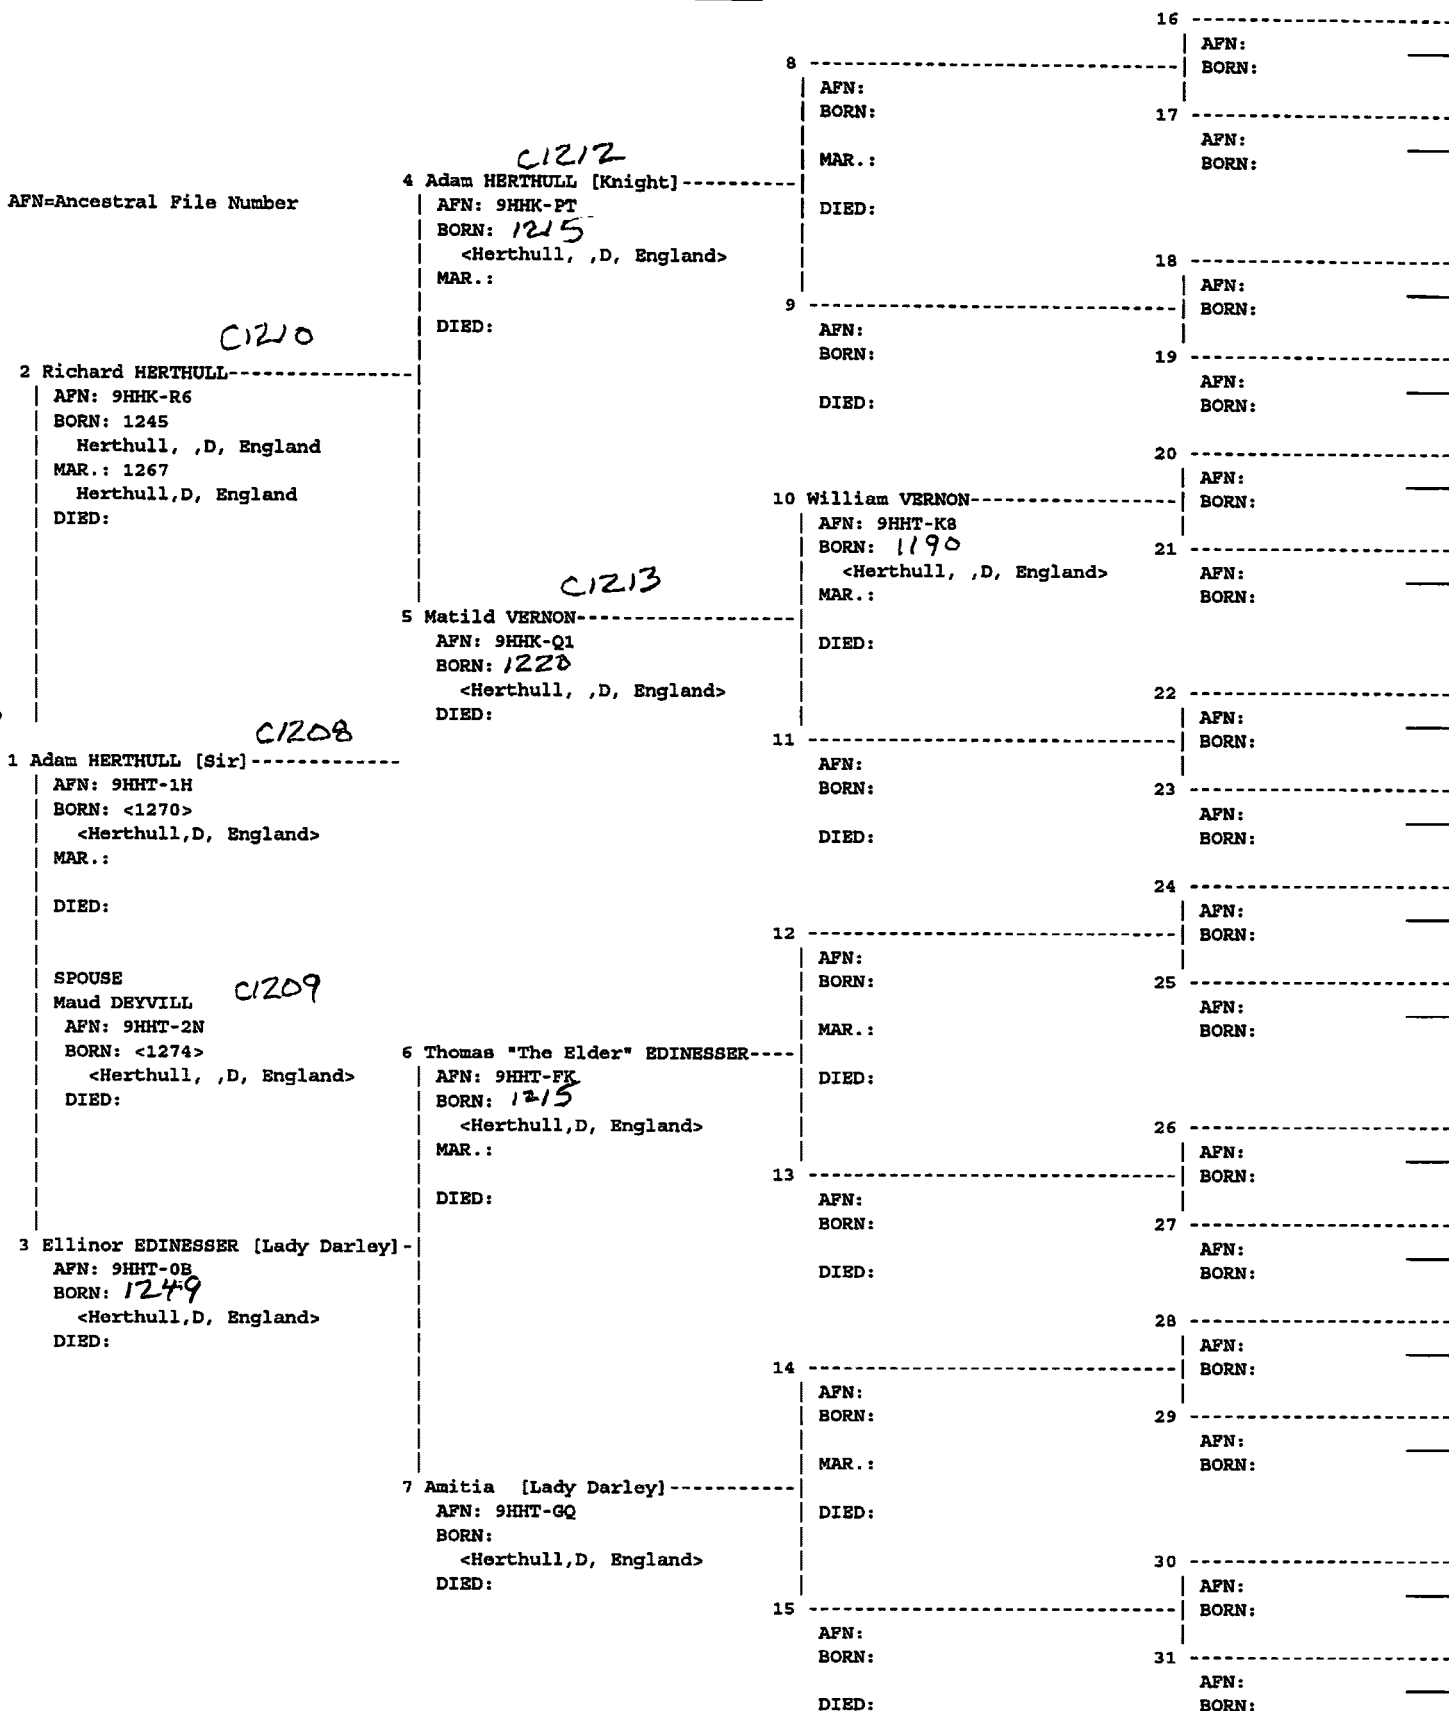 AFN=Ancestral File Number
C1210
2 Richard HERTHULL
AFN: 9HHK-R6
BORN: 1245
Herthull, ,D, England
MAR.: 1267
Herthull,D, England
DIED:
C1208
1 Adam HERTHULL [Sir]
AFN: 9HHT-1H
BORN: <1270>
<Herthull,D, England>
MAR.:
DIED:
SPOUSE
C1209
Maud DEYVILL
AFN: 9HHT-2N
BORN: <1274>
<Herthull, ,D, England>
DIED:
3 Ellinor EDINESSER [Lady Darley]
AFN: 9HHT-0B
BORN: 1249
<Herthull,D, England>
DIED:
C1212
4 Adam HERTHULL [Knight]
AFN: 9HHK-PT
BORN: 1215
<Herthull, ,D, England>
MAR.:
DIED:
C1213
5 Matild VERNON
AFN: 9HHK-Q1
BORN: 1220
<Herthull, ,D, England>
DIED:
6 Thomas "The Elder" EDINESSER
AFN: 9HHT-FK
BORN: 1215
<Herthull,D, England>
MAR.:
DIED:
7 Amitia [Lady Darley]
AFN: 9HHT-GQ
BORN:
<Herthull,D, England>
DIED:
8
AFN:
BORN:
MAR.:
DIED:
9
AFN:
BORN:
DIED:
10 William VERNON
AFN: 9HHT-K8
BORN: 1190
<Herthull, ,D, England>
MAR.:
DIED:
11
AFN:
BORN:
DIED:
12
AFN:
BORN:
MAR.:
DIED:
13
AFN:
BORN:
DIED:
14
AFN:
BORN:
MAR.:
DIED:
15
AFN:
BORN:
DIED:
16
AFN:
BORN:
17
AFN:
BORN:
18
AFN:
BORN:
19
AFN:
BORN:
20
AFN:
BORN:
21
AFN:
BORN:
22
AFN:
BORN:
23
AFN:
BORN:
24
AFN:
BORN:
25
AFN:
BORN:
26
AFN:
BORN:
27
AFN:
BORN:
28
AFN:
BORN:
29
AFN:
BORN:
30
AFN:
BORN:
31
AFN:
BORN: